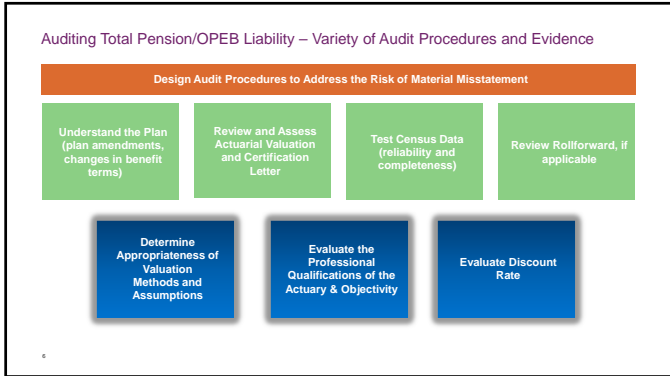 Auditing Total Pension/OPEB Liability – Variety of Audit Procedures and Evidence
Design Audit Procedures to Address the Risk of Material Misstatement
Understand the Plan
(plan amendments,
changes in benefit
terms)
Review and Assess
Actuarial Valuation
and Certification
Letter
Test Census Data
(reliability and
completeness)
Review Rollforward, if
applicable
Determine
Appropriateness of
Valuation
Methods and
Assumptions
Evaluate the
Professional
Qualifications of the
Actuary & Objectivity
Evaluate Discount
Rate
6